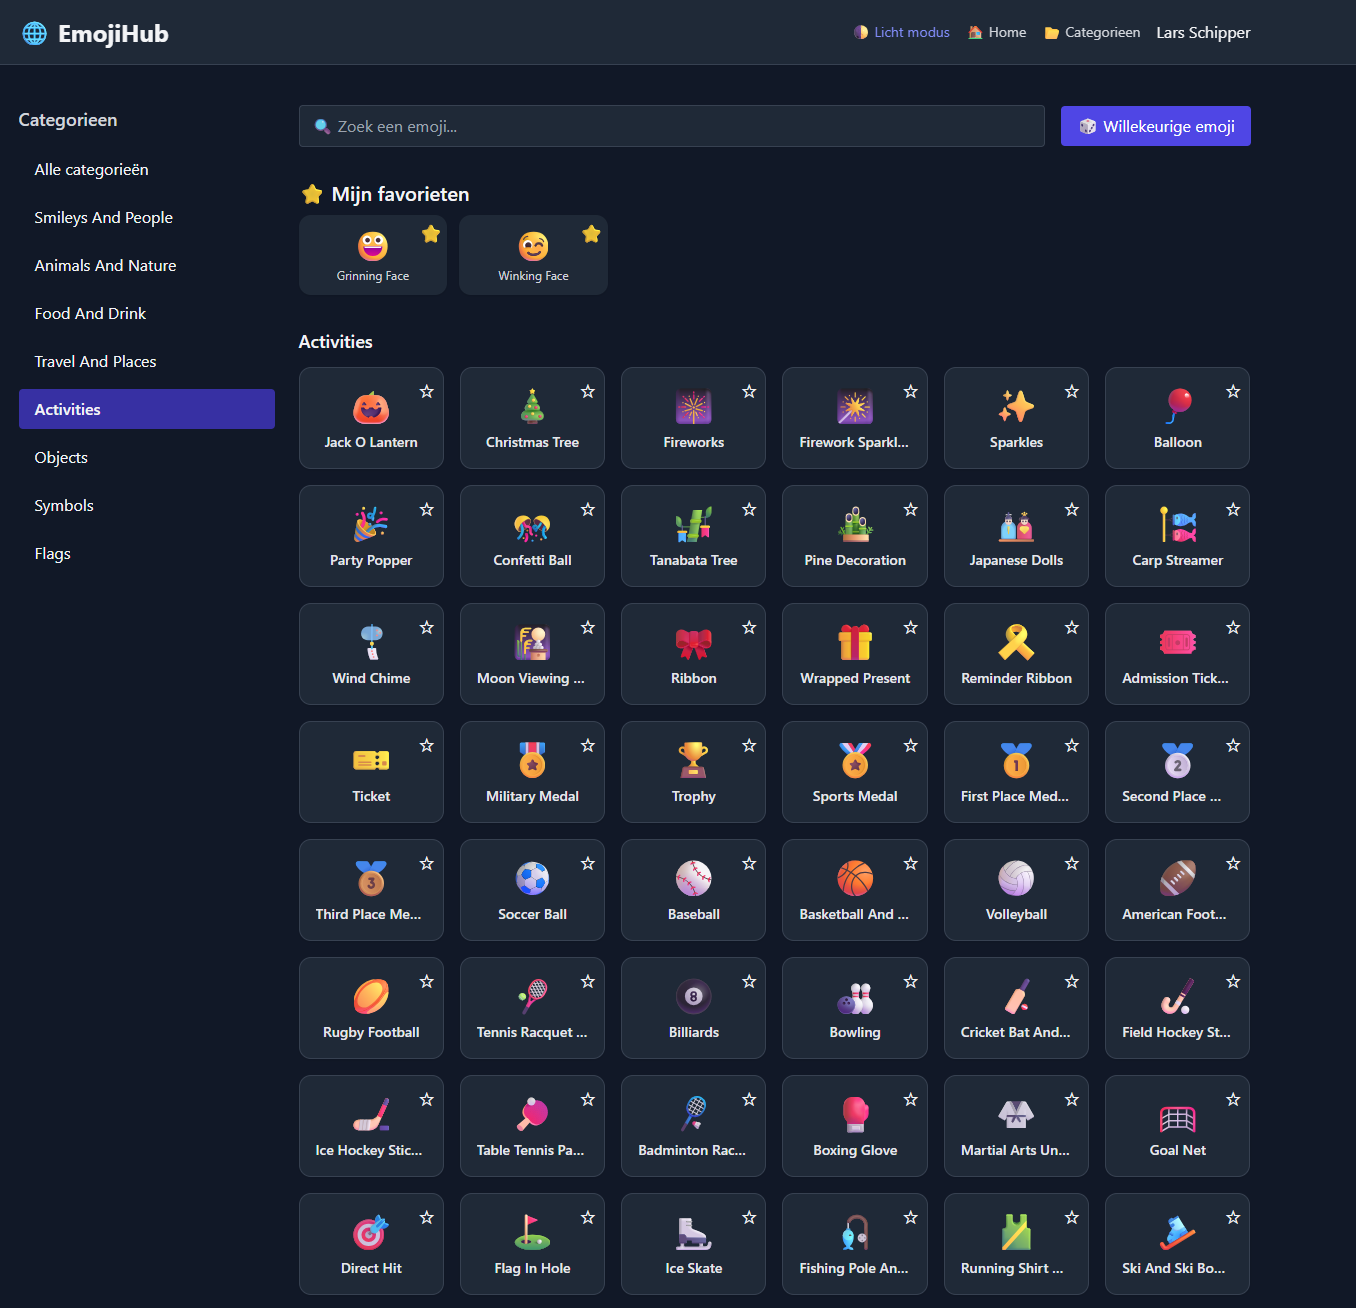 EmojiHub
Licht modus
Home
Categorieen
Lars Schipper
Categorieen
Alle categorieën
Smileys And People
Animals And Nature
Food And Drink
Travel And Places
Activities
Objects
Symbols
Flags
Zoek een emoji...
Willekeurige emoji
Mijn favorieten
Grinning Face
Winking Face
Activities
Jack O Lantern
Christmas Tree
Fireworks
Firework Sparkl...
Sparkles
Balloon
Party Popper
Confetti Ball
Tanabata Tree
Pine Decoration
Japanese Dolls
Carp Streamer
Wind Chime
Moon Viewing ...
Ribbon
Wrapped Present
Reminder Ribbon
Admission Tick...
Ticket
Military Medal
Trophy
Sports Medal
First Place Med...
1
Second Place ...
2
Third Place Me...
3
Soccer Ball
Baseball
Basketball And ...
Volleyball
American Foot...
Rugby Football
Tennis Racquet ...
8
Billiards
Bowling
Cricket Bat And...
Field Hockey St...
Ice Hockey Stic...
Table Tennis Pa...
Badminton Rac...
Boxing Glove
Martial Arts Un...
Goal Net
Direct Hit
Flag In Hole
Ice Skate
Fishing Pole An...
Running Shirt ...
Ski And Ski Bo...